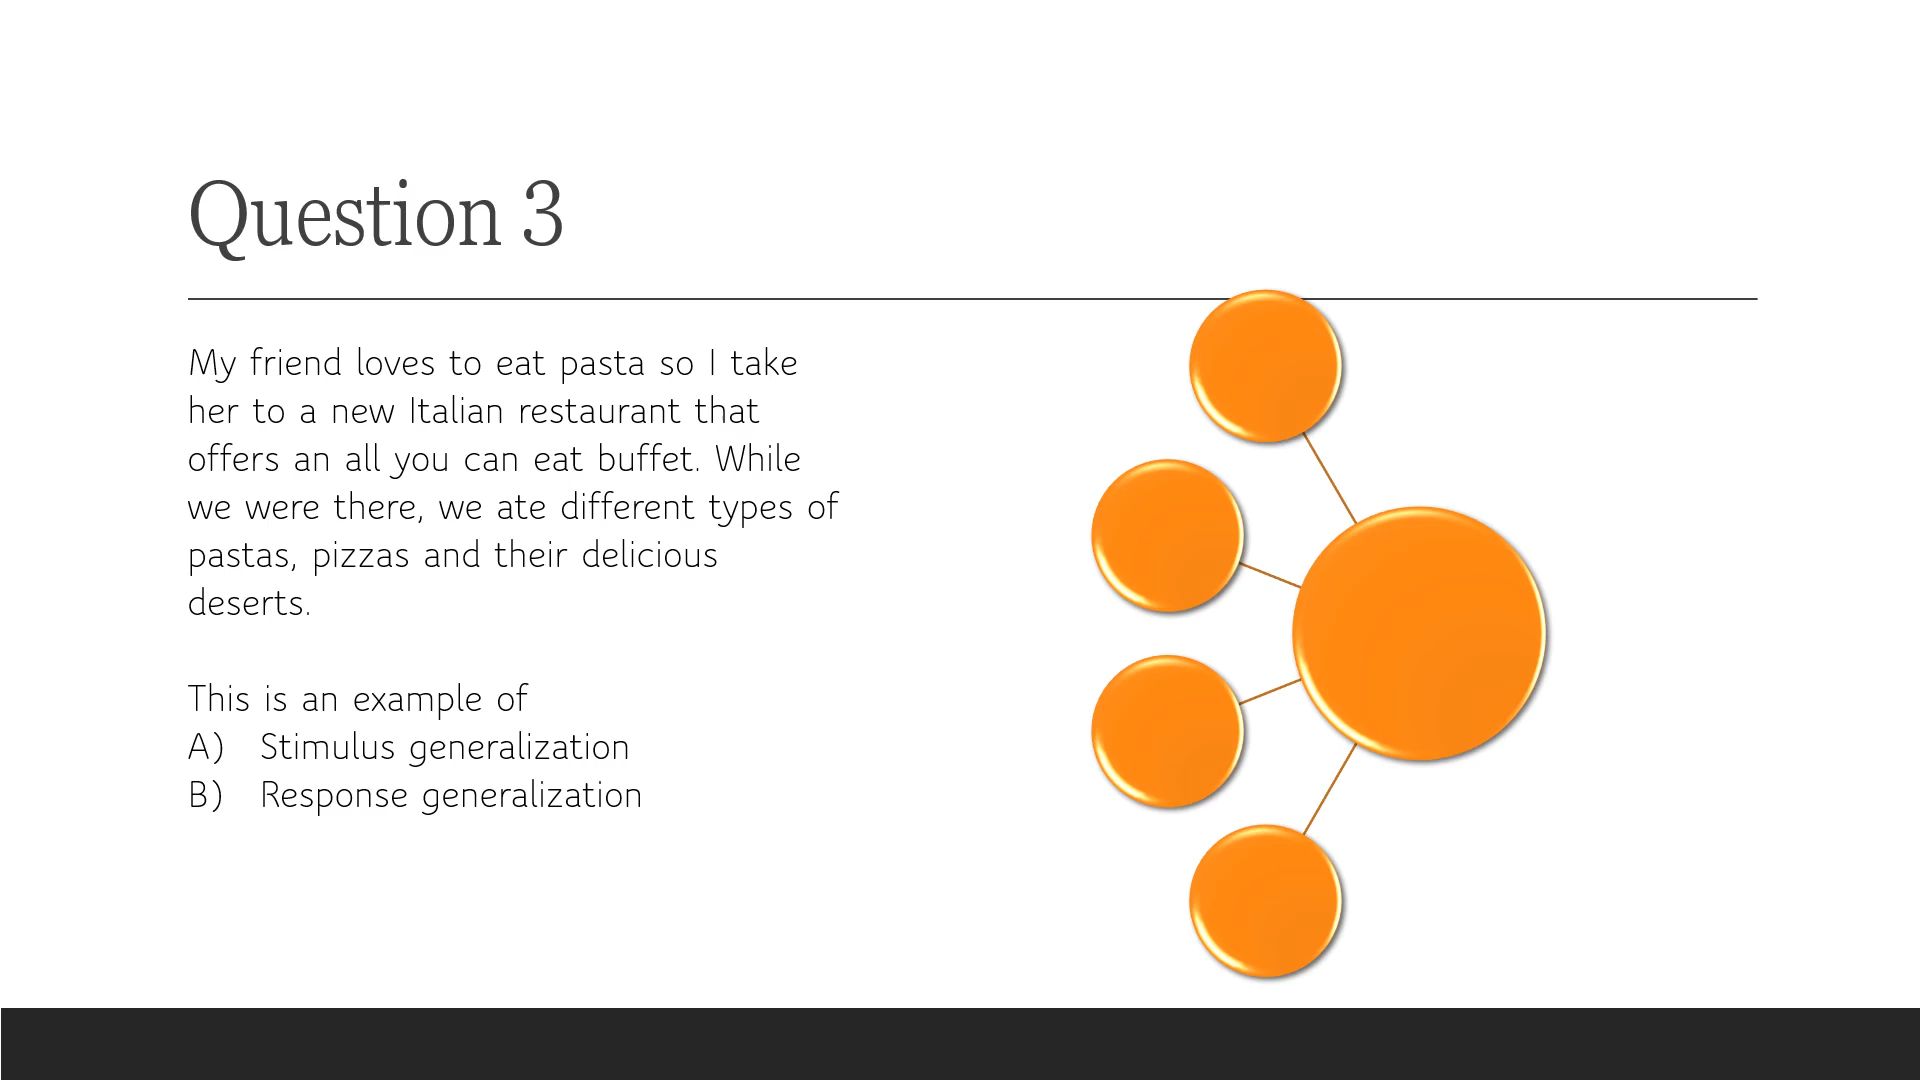 Question 3
My friend loves to eat pasta so I take
her to a new Italian restaurant that
offers an all you can eat buffet. While
we were there, we ate different types of
pastas, pizzas and their delicious
deserts.
This is an example of
A) Stimulus generalization
B) Response generalization